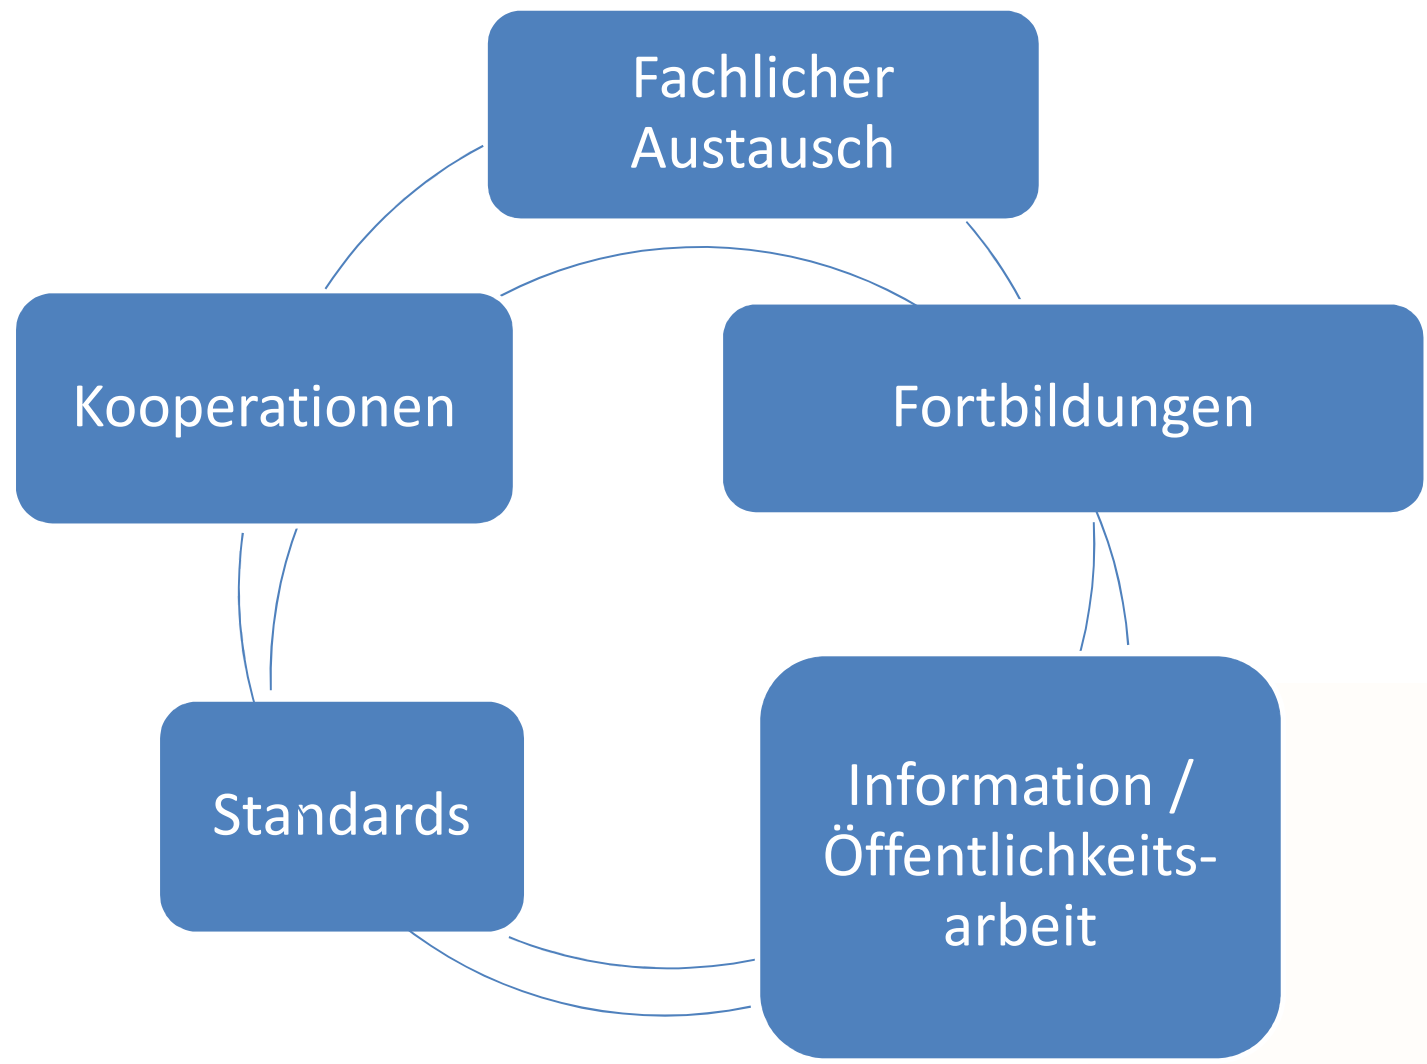 Fachlicher
Austausch
Kooperationen
Fortbildungen
Standards
Information /
Öffentlichkeits-
arbeit